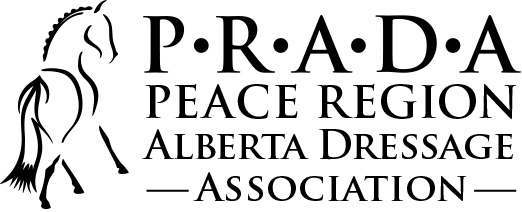 P•R•A•D•A
PEACE REGION
ALBERTA DRESSAGE
—ASSOCIATION—